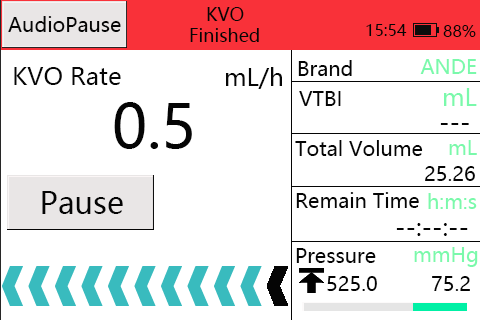 AudioPause
KVO
Finished
15:54 88%
KVO Rate mL/h
0.5
Pause
Brand ANDE
VTBI mL
---
Total Volume mL
25.26
Remain Time h:m:s
--:--:--
Pressure mmHg
525.0 75.2